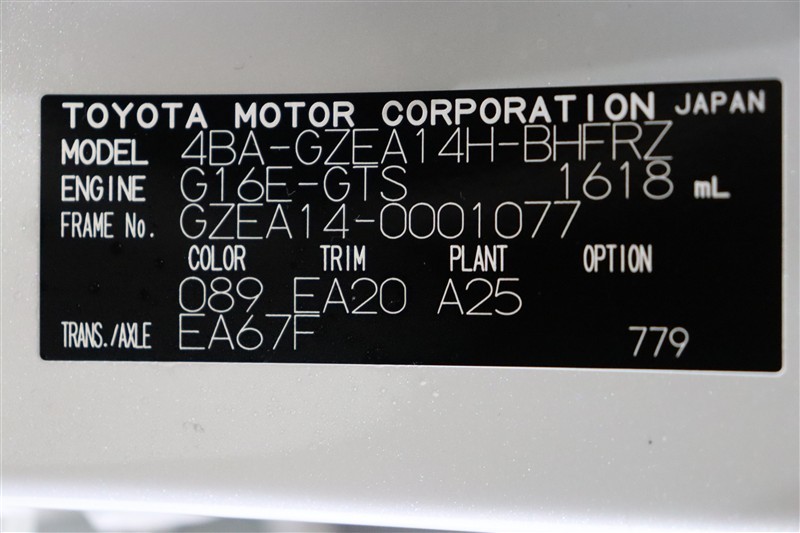 TOYOTA MOTOR CORPORATION JAPAN
MODEL 4BA-GZEA14H-BHFRZ
ENGINE G16E-GTS 1618 mL
FRAME No. GZEA14-0001077
COLOR TRIM PLANT OPTION
089 EA20 A25
TRANS./AXLE EA67F 779